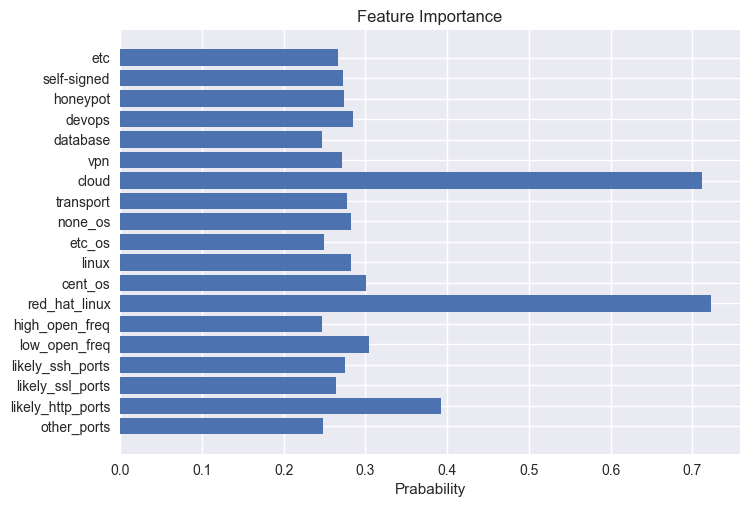 Feature Importance
etc
self-signed
honeypot
devops
database
vpn
cloud
transport
none_os
etc_os
linux
cent_os
red_hat_linux
high_open_freq
low_open_freq
likely_ssh_ports
likely_ssl_ports
likely_http_ports
other_ports
0.0 0.1 0.2 0.3 0.4 0.5 0.6 0.7
Prabability